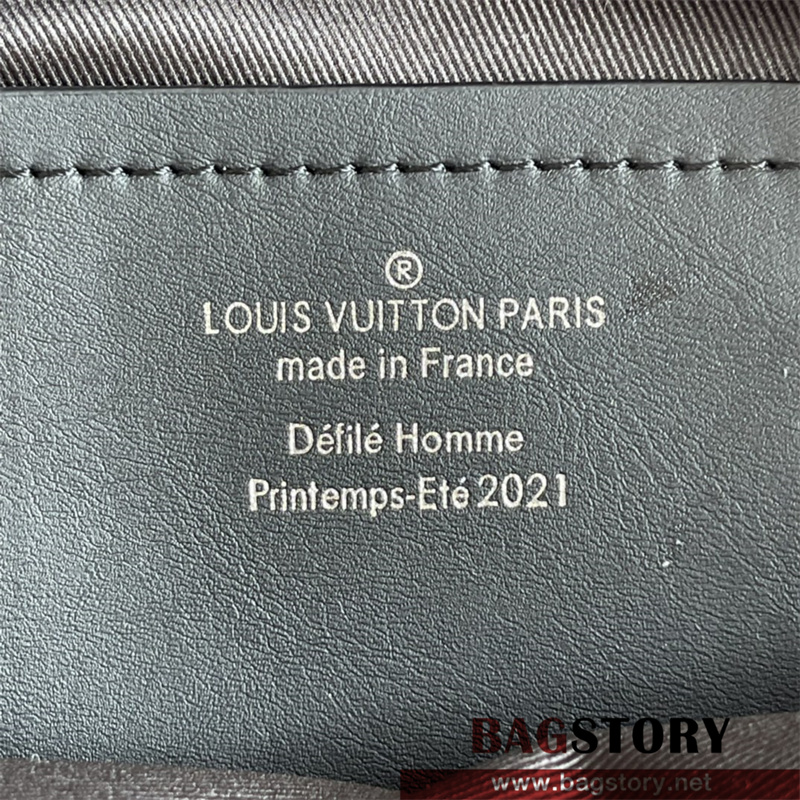 ®
LOUIS VUITTON PARIS
made in France
Défilé Homme
Printemps-Eté 2021
BAGSTORY
www.bagstory.net